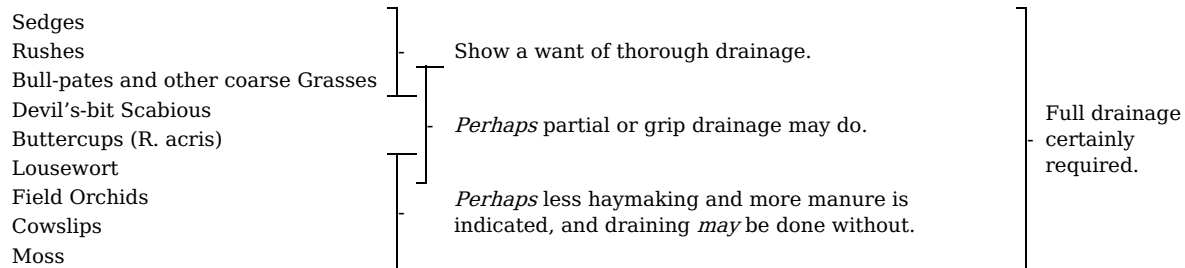 Sedges
Rushes
Bull-pates and other coarse Grasses
Devil’s-bit Scabious
Buttercups (R. acris)
Lousewort
Field Orchids
Cowslips
Moss
- Show a want of thorough drainage.
- Perhaps partial or grip drainage may do.
- Perhaps less haymaking and more manure is
indicated, and draining may be done without.
Full drainage
- certainly
required.